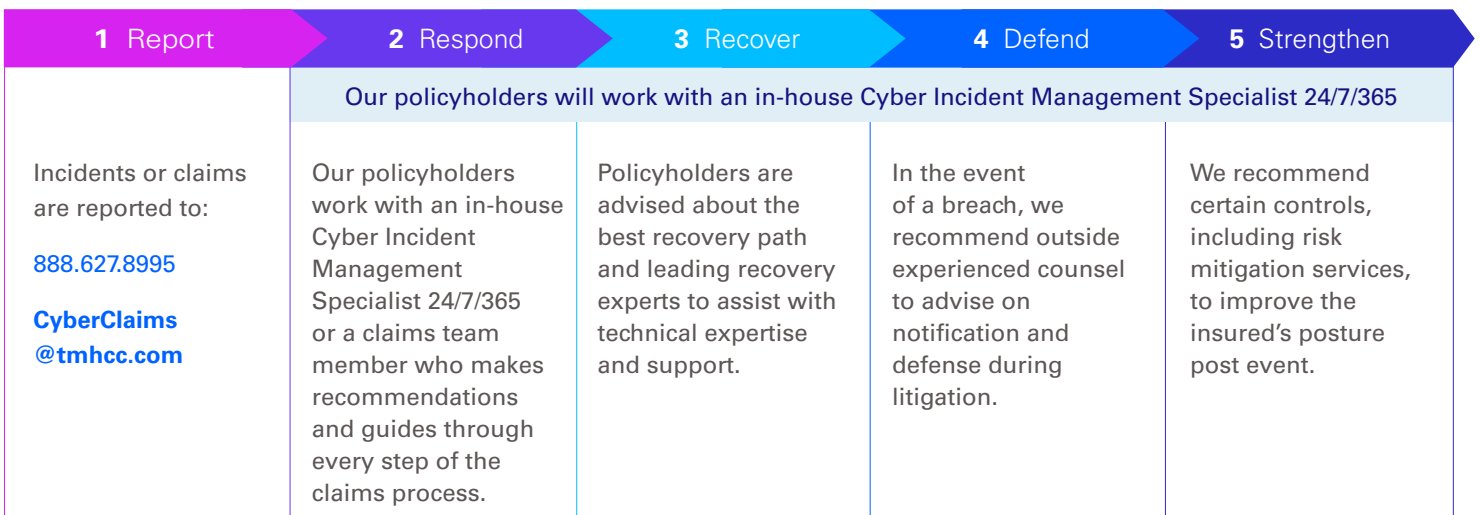 1 Report
2 Respond
3 Recover
4 Defend
5 Strengthen
Our policyholders will work with an in-house Cyber Incident Management Specialist 24/7/365
Incidents or claims
are reported to:
888.627.8995
CyberClaims
@tmhcc.com
Our policyholders
work with an in-house
Cyber Incident
Management
Specialist 24/7/365
or a claims team
member who makes
recommendations
and guides through
every step of the
claims process.
Policyholders are
advised about the
best recovery path
and leading recovery
experts to assist with
technical expertise
and support.
In the event
of a breach, we
recommend outside
experienced counsel
to advise on
notification and
defense during
litigation.
We recommend
certain controls,
including risk
mitigation services,
to improve the
insured’s posture
post event.